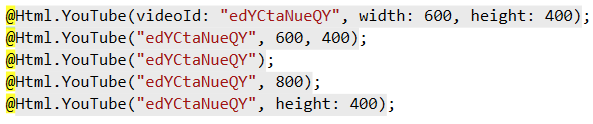 @Html.YouTube(videoId: "edYCtaNueQY", width: 600, height: 400);
@Html.YouTube("edYCtaNueQY", 600, 400);
@Html.YouTube("edYCtaNueQY");
@Html.YouTube("edYCtaNueQY", 800);
@Html.YouTube("edYCtaNueQY", height: 400);